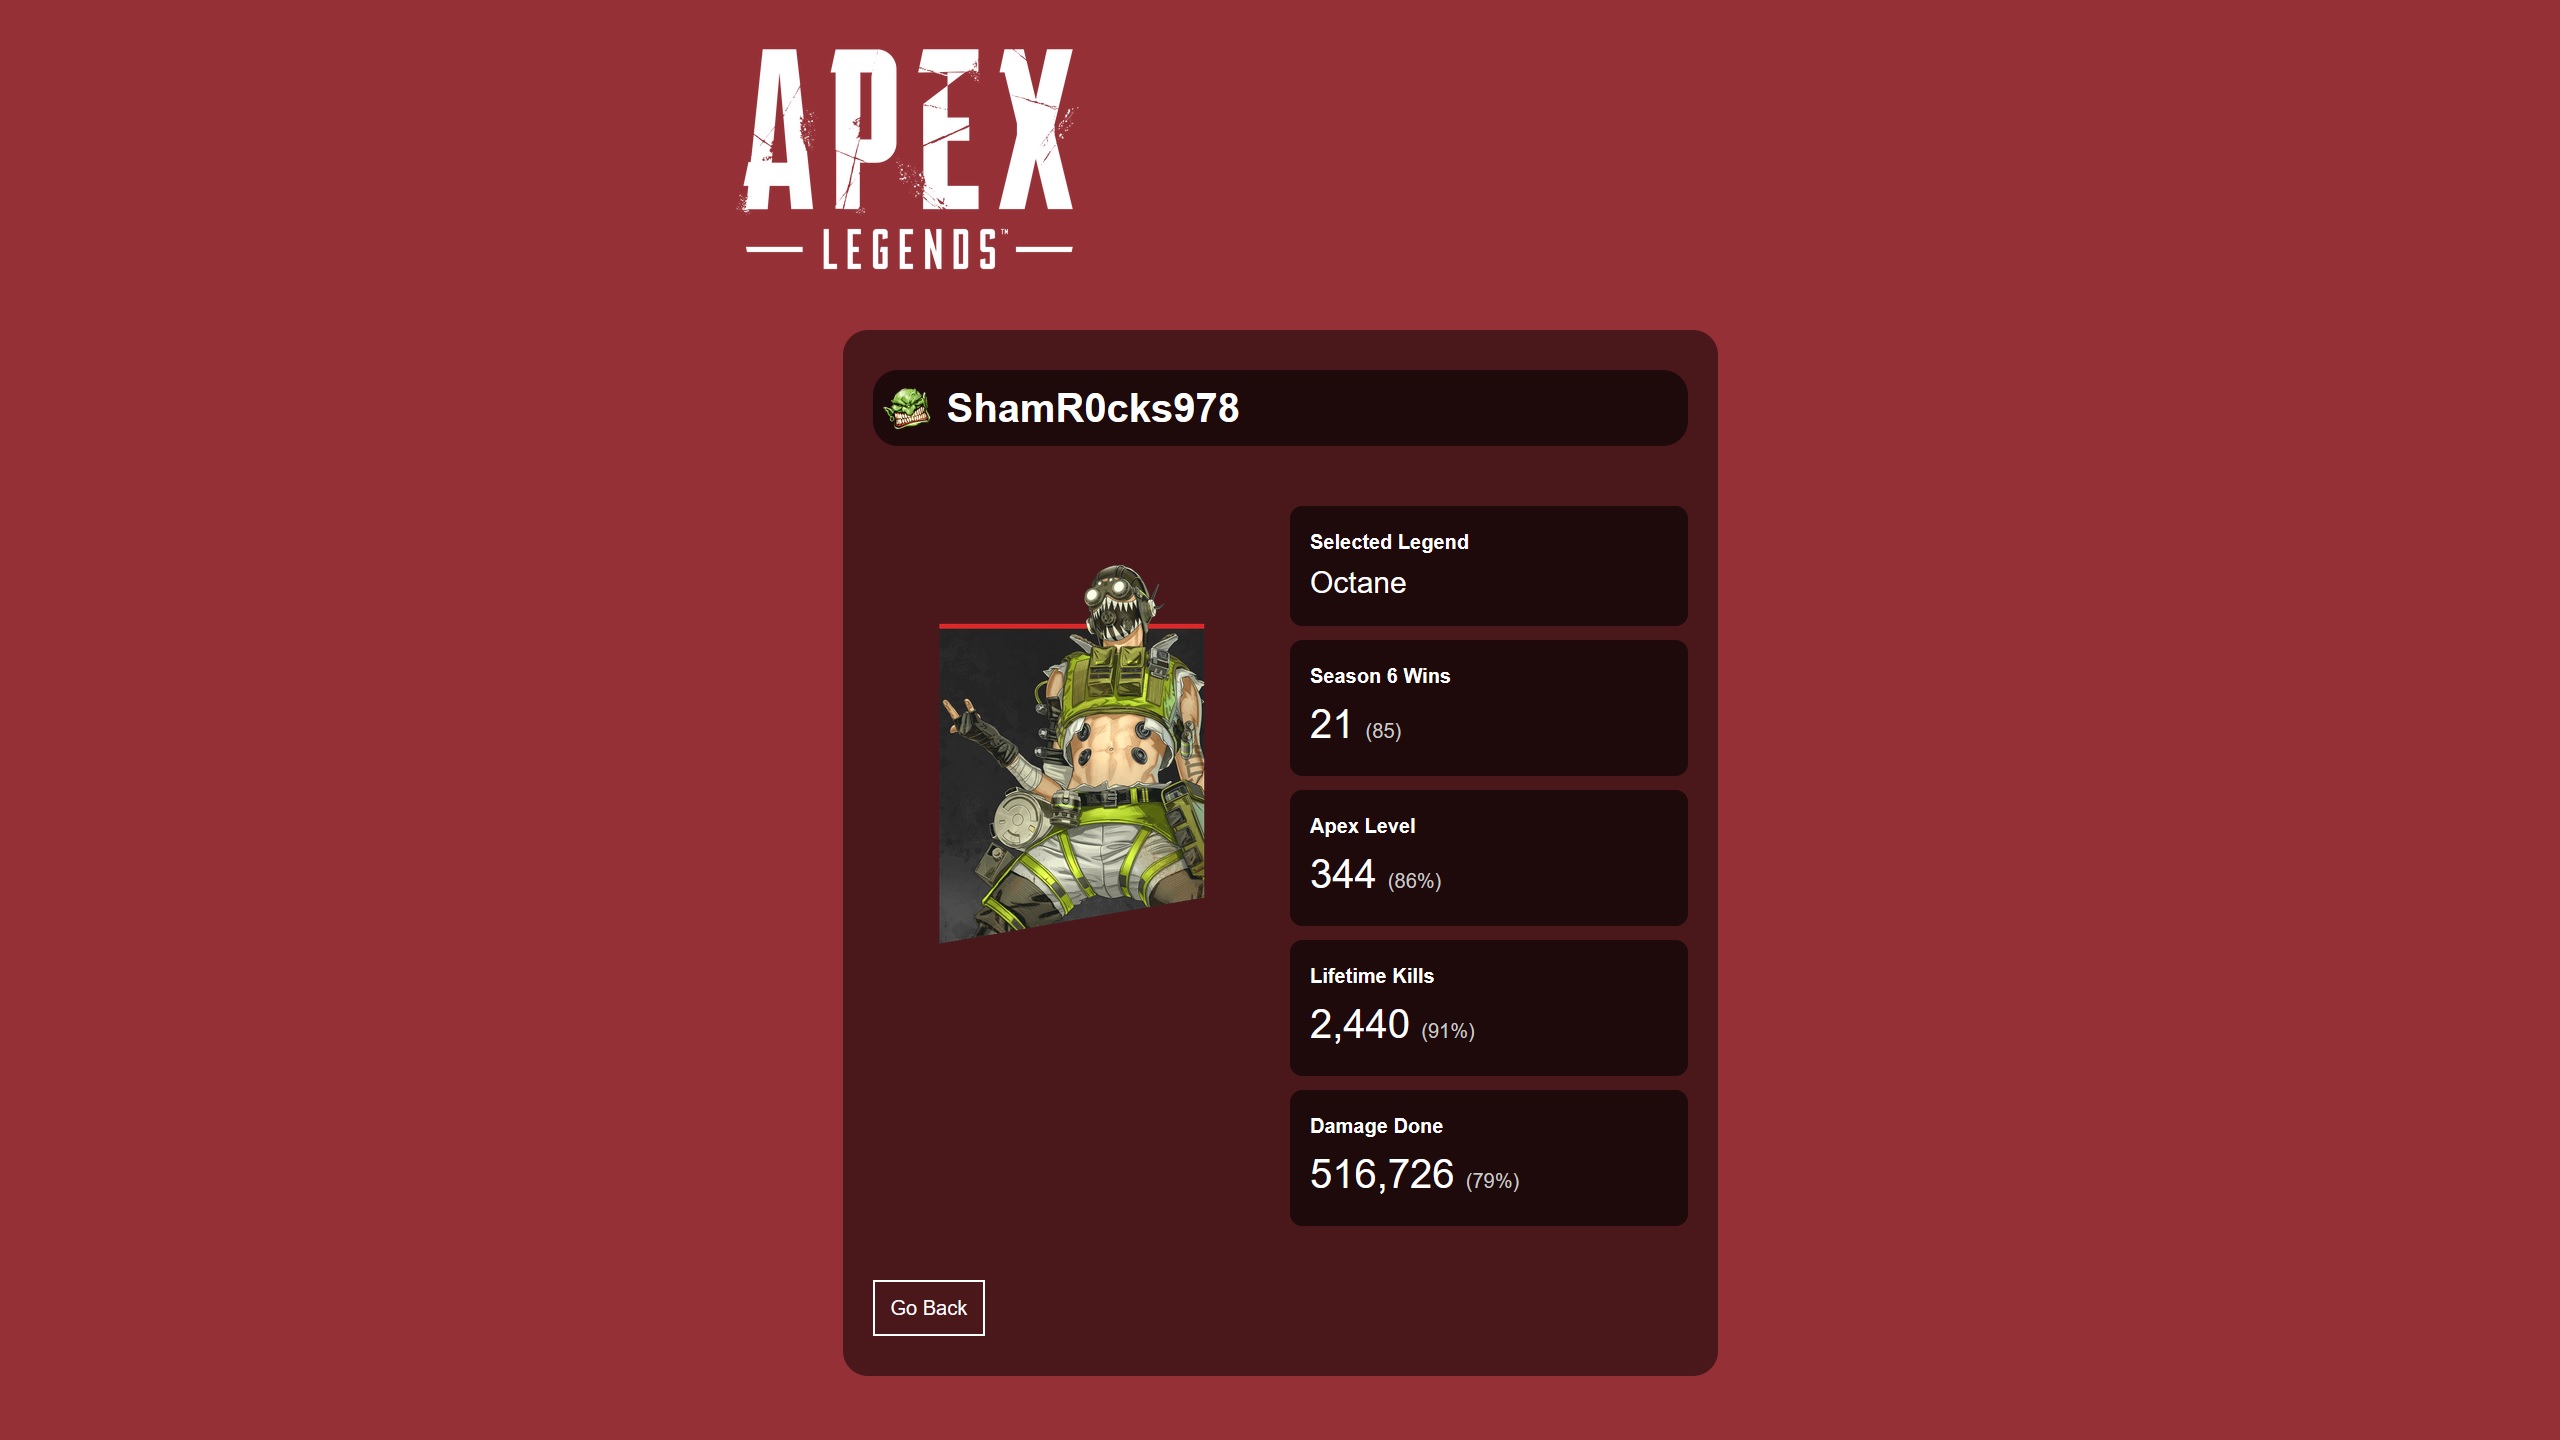 APEX
LEGENDS™
ShamR0cks978
Selected Legend
Octane
Season 6 Wins
21 (85)
Apex Level
344 (86%)
Lifetime Kills
2,440 (91%)
Damage Done
516,726 (79%)
Go Back